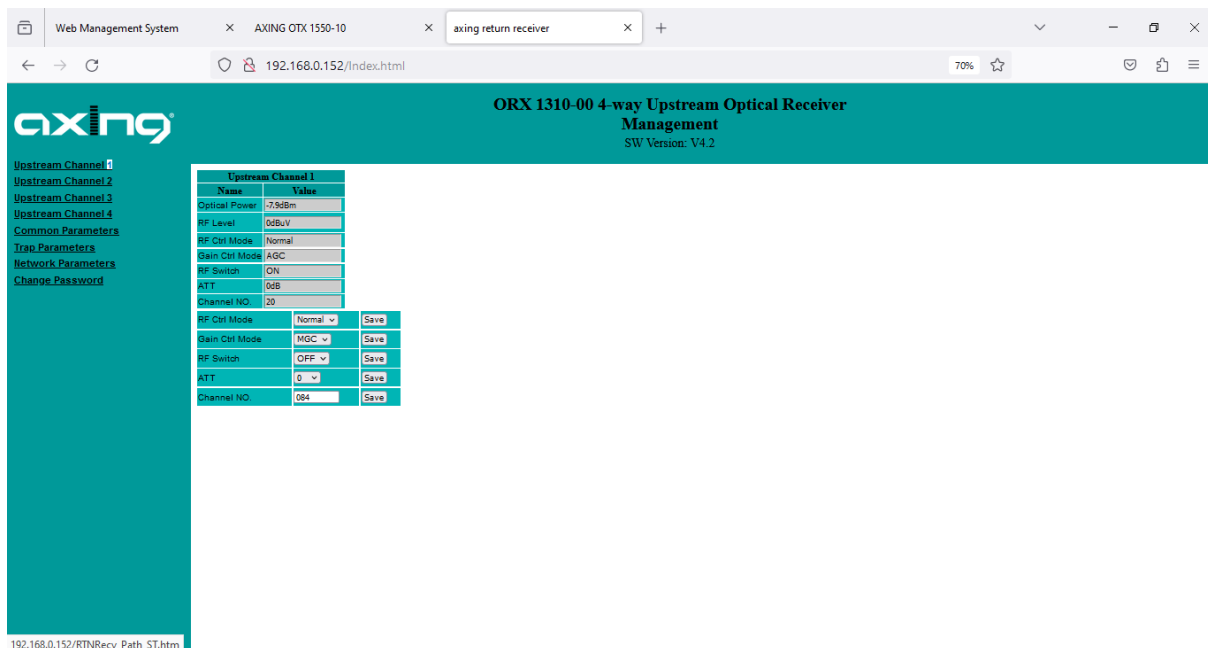 Web Management System
AXING OTX 1550-10
axing return receiver
192.168.0.152/Index.html
70%
axing
ORX 1310-00 4-way Upstream Optical Receiver
Management
SW Version: V4.2
Upstream Channel 1
Upstream Channel 2
Upstream Channel 3
Upstream Channel 4
Common Parameters
Trap Parameters
Network Parameters
Change Password
Upstream Channel 1
Name Value
Optical Power -7.9dBm
RF Level 0dBuV
RF Ctrl Mode Normal
Gain Ctrl Mode AGC
RF Switch ON
ATT 0dB
Channel NO. 20
RF Ctrl Mode Normal Save
Gain Ctrl Mode MGC Save
RF Switch OFF Save
ATT 0 Save
Channel NO. 084 Save
192.168.0.152/RTNRecv_Path_ST.htm